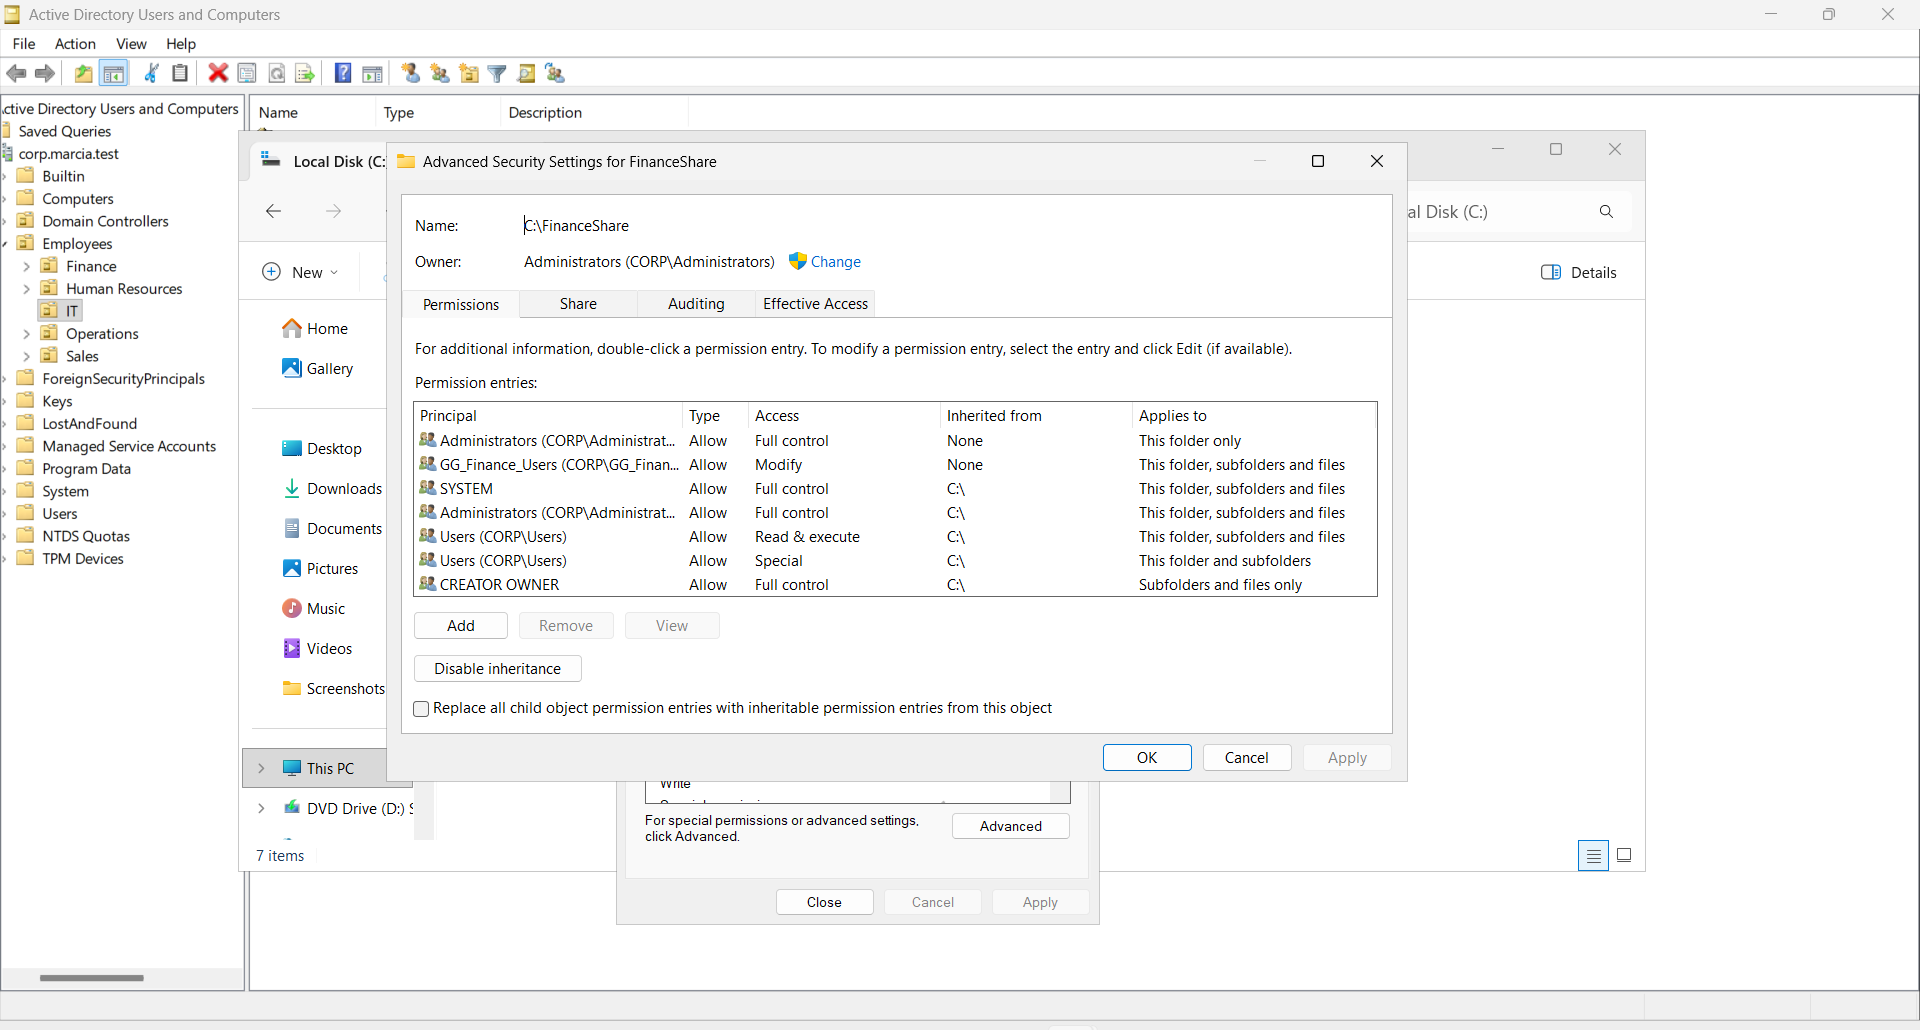 Active Directory Users and Computers
File Action View Help
ctive Directory Users and Computers
Saved Queries
corp.marcia.test
Builtin
Computers
Domain Controllers
Employees
Finance
Human Resources
IT
Operations
Sales
ForeignSecurityPrincipals
Keys
LostAndFound
Managed Service Accounts
Program Data
System
Users
NTDS Quotas
TPM Devices
Name Type Description
Local Disk (C:
al Disk (C:)
New
Details
Home
Gallery
Desktop
Downloads
Documents
Pictures
Music
Videos
Screenshots
This PC
DVD Drive (D:)
7 items
Advanced Security Settings for FinanceShare
Name: C:\FinanceShare
Owner: Administrators (CORP\Administrators) Change
Permissions Share Auditing Effective Access
For additional information, double-click a permission entry. To modify a permission entry, select the entry and click Edit (if available).
Permission entries:
Principal Type Access Inherited from Applies to
Administrators (CORP\Administrat... Allow Full control None This folder only
GG_Finance_Users (CORP\GG_Finan... Allow Modify None This folder, subfolders and files
SYSTEM Allow Full control C:\ This folder, subfolders and files
Administrators (CORP\Administrat... Allow Full control C:\ This folder, subfolders and files
Users (CORP\Users) Allow Read & execute C:\ This folder, subfolders and files
Users (CORP\Users) Allow Special C:\ This folder and subfolders
CREATOR OWNER Allow Full control C:\ Subfolders and files only
Add Remove View
Disable inheritance
Replace all child object permission entries with inheritable permission entries from this object
OK Cancel Apply
Write
For special permissions or advanced settings,
click Advanced.
Advanced
Close Cancel Apply